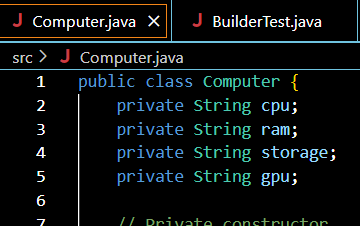 Computer.java
BuilderTest.java
src > Computer.java
1 public class Computer {
2 private String cpu;
3 private String ram;
4 private String storage;
5 private String gpu;
6
7 // Private constructor